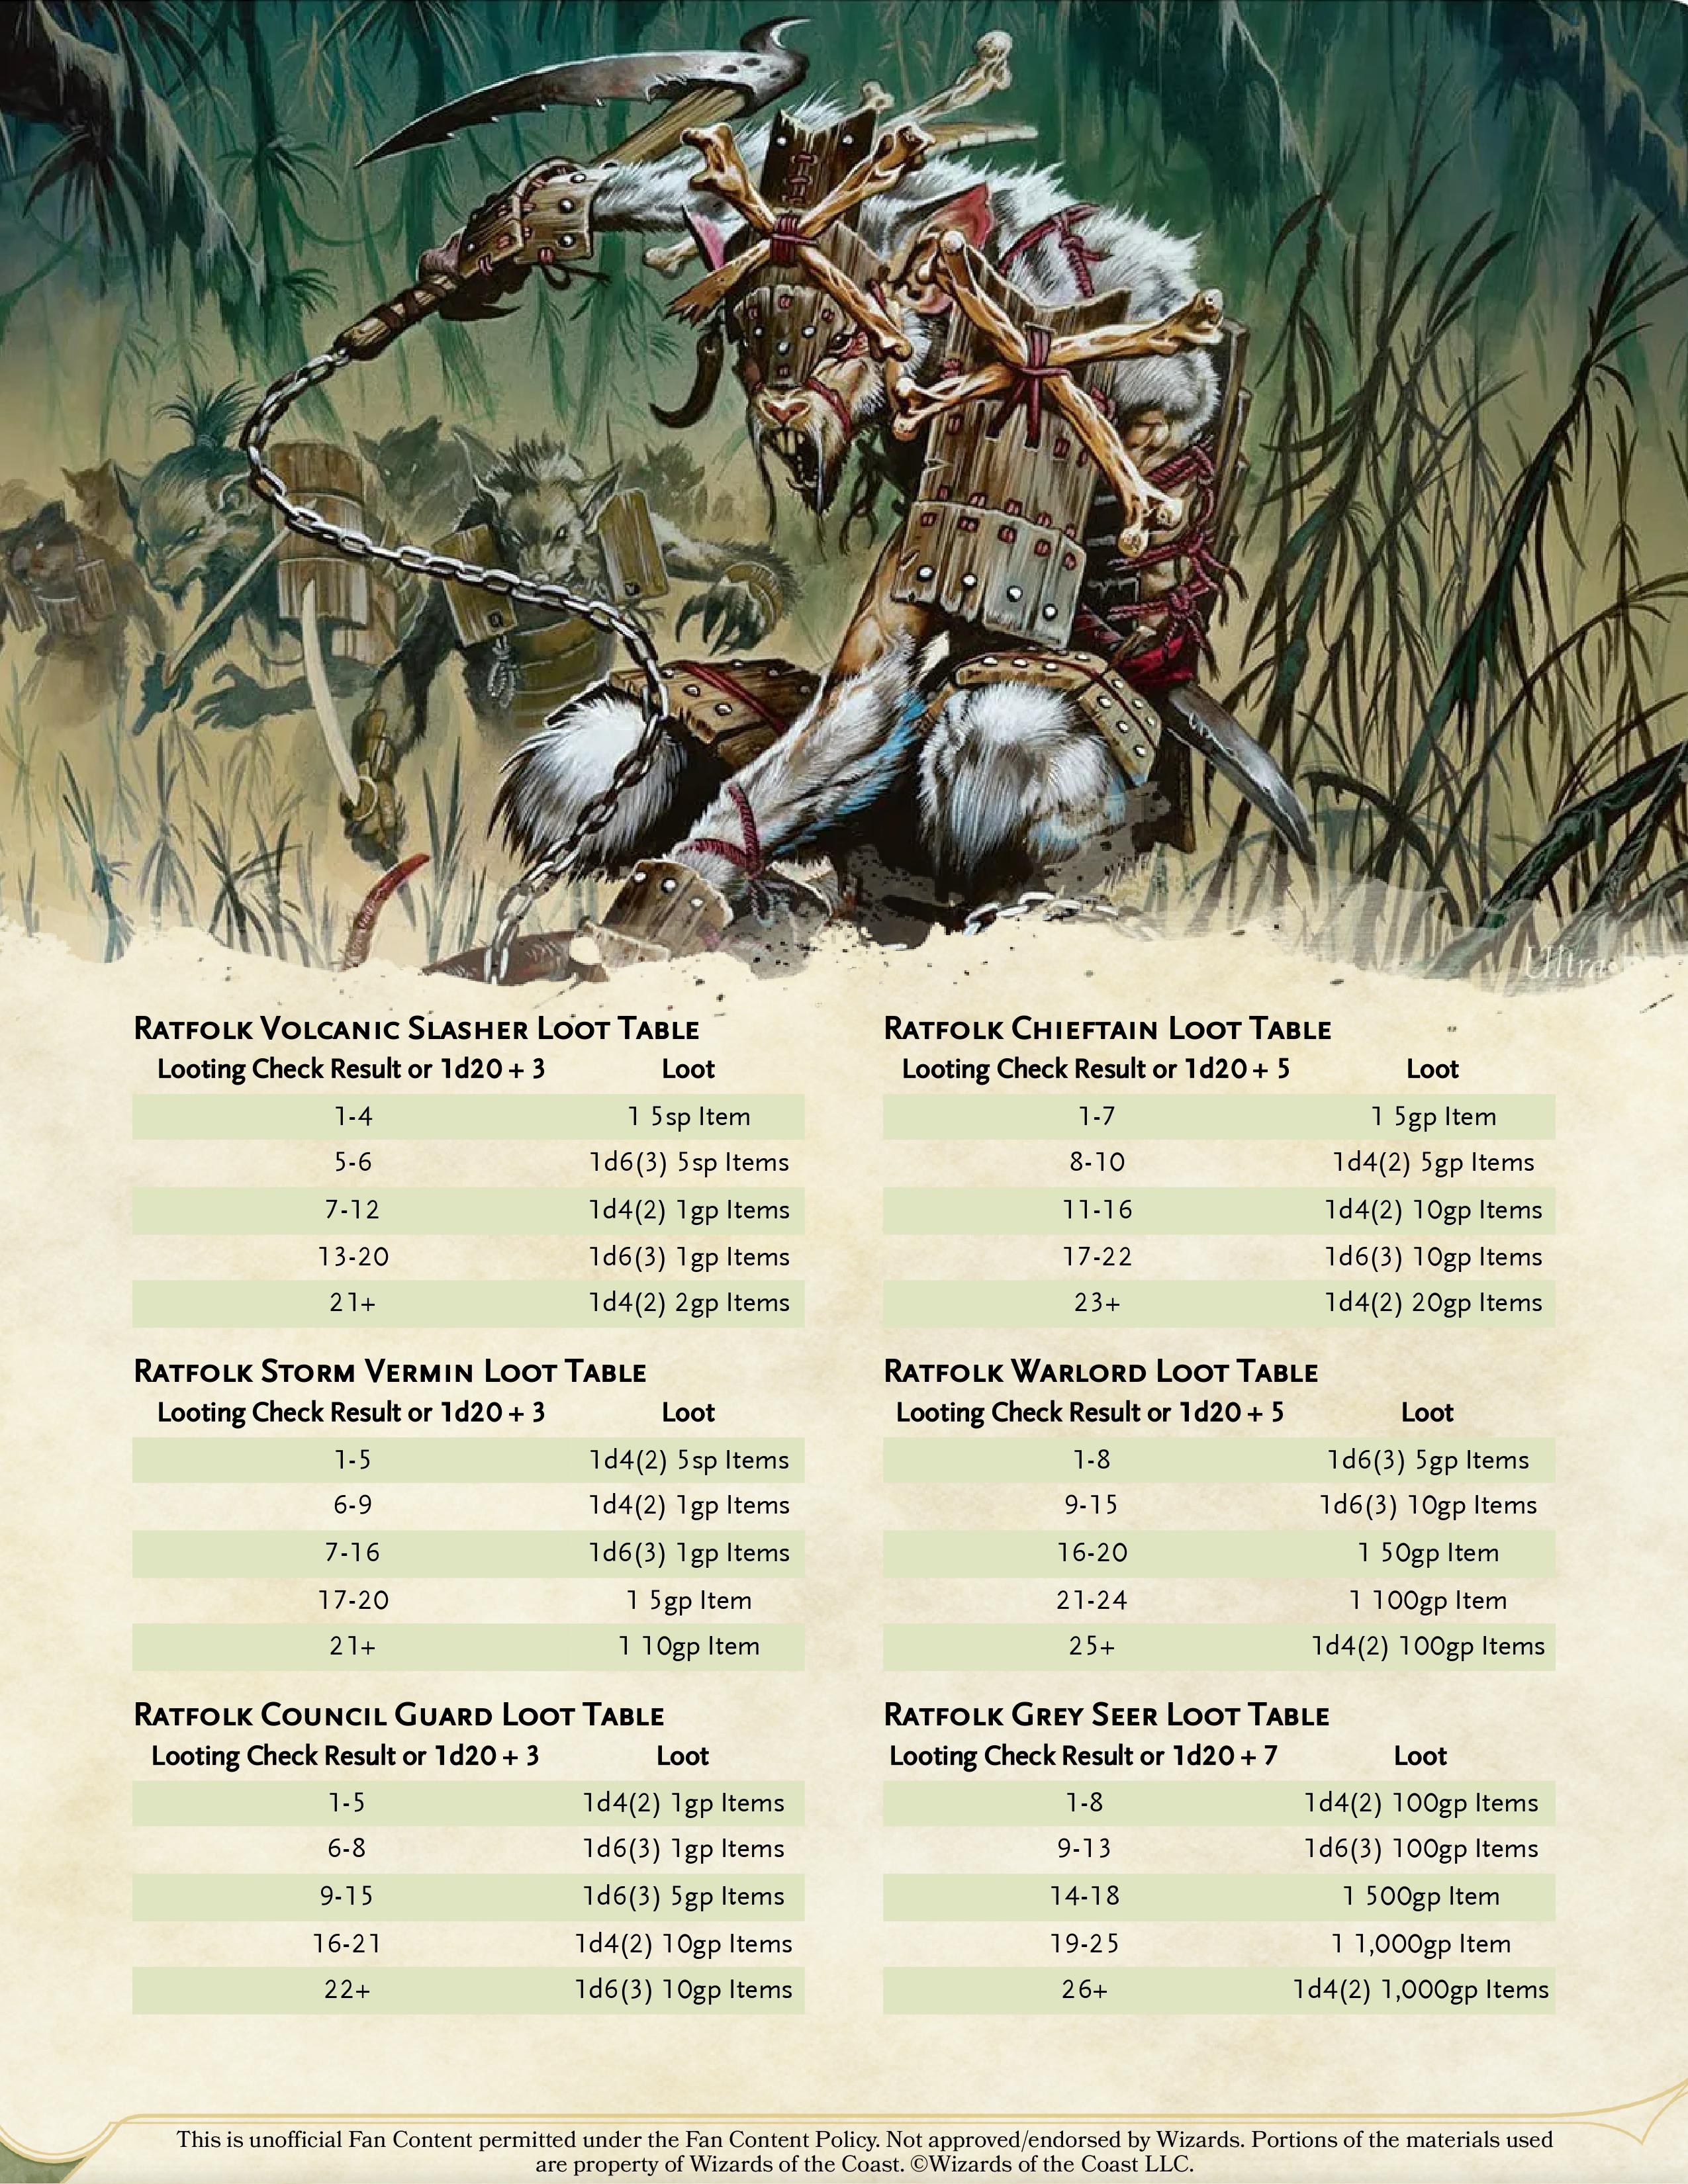 Ultra
Ratfolk Volcanic Slasher Loot Table
Looting Check Result or 1d20 + 3 Loot
1-4 1 5sp Item
5-6 1d6(3) 5sp Items
7-12 1d4(2) 1gp Items
13-20 1d6(3) 1gp Items
21+ 1d4(2) 2gp Items
Ratfolk Storm Vermin Loot Table
Looting Check Result or 1d20 + 3 Loot
1-5 1d4(2) 5sp Items
6-9 1d4(2) 1gp Items
7-16 1d6(3) 1gp Items
17-20 1 5gp Item
21+ 1 10gp Item
Ratfolk Council Guard Loot Table
Looting Check Result or 1d20 + 3 Loot
1-5 1d4(2) 1gp Items
6-8 1d6(3) 1gp Items
9-15 1d6(3) 5gp Items
16-21 1d4(2) 10gp Items
22+ 1d6(3) 10gp Items
Ratfolk Chieftain Loot Table
Looting Check Result or 1d20 + 5 Loot
1-7 1 5gp Item
8-10 1d4(2) 5gp Items
11-16 1d4(2) 10gp Items
17-22 1d6(3) 10gp Items
23+ 1d4(2) 20gp Items
Ratfolk Warlord Loot Table
Looting Check Result or 1d20 + 5 Loot
1-8 1d6(3) 5gp Items
9-15 1d6(3) 10gp Items
16-20 1 50gp Item
21-24 1 100gp Item
25+ 1d4(2) 100gp Items
Ratfolk Grey Seer Loot Table
Looting Check Result or 1d20 + 7 Loot
1-8 1d4(2) 100gp Items
9-13 1d6(3) 100gp Items
14-18 1 500gp Item
19-25 1 1,000gp Item
26+ 1d4(2) 1,000gp Items
This is unofficial Fan Content permitted under the Fan Content Policy. Not approved/endorsed by Wizards. Portions of the materials used
are property of Wizards of the Coast. ©Wizards of the Coast LLC.